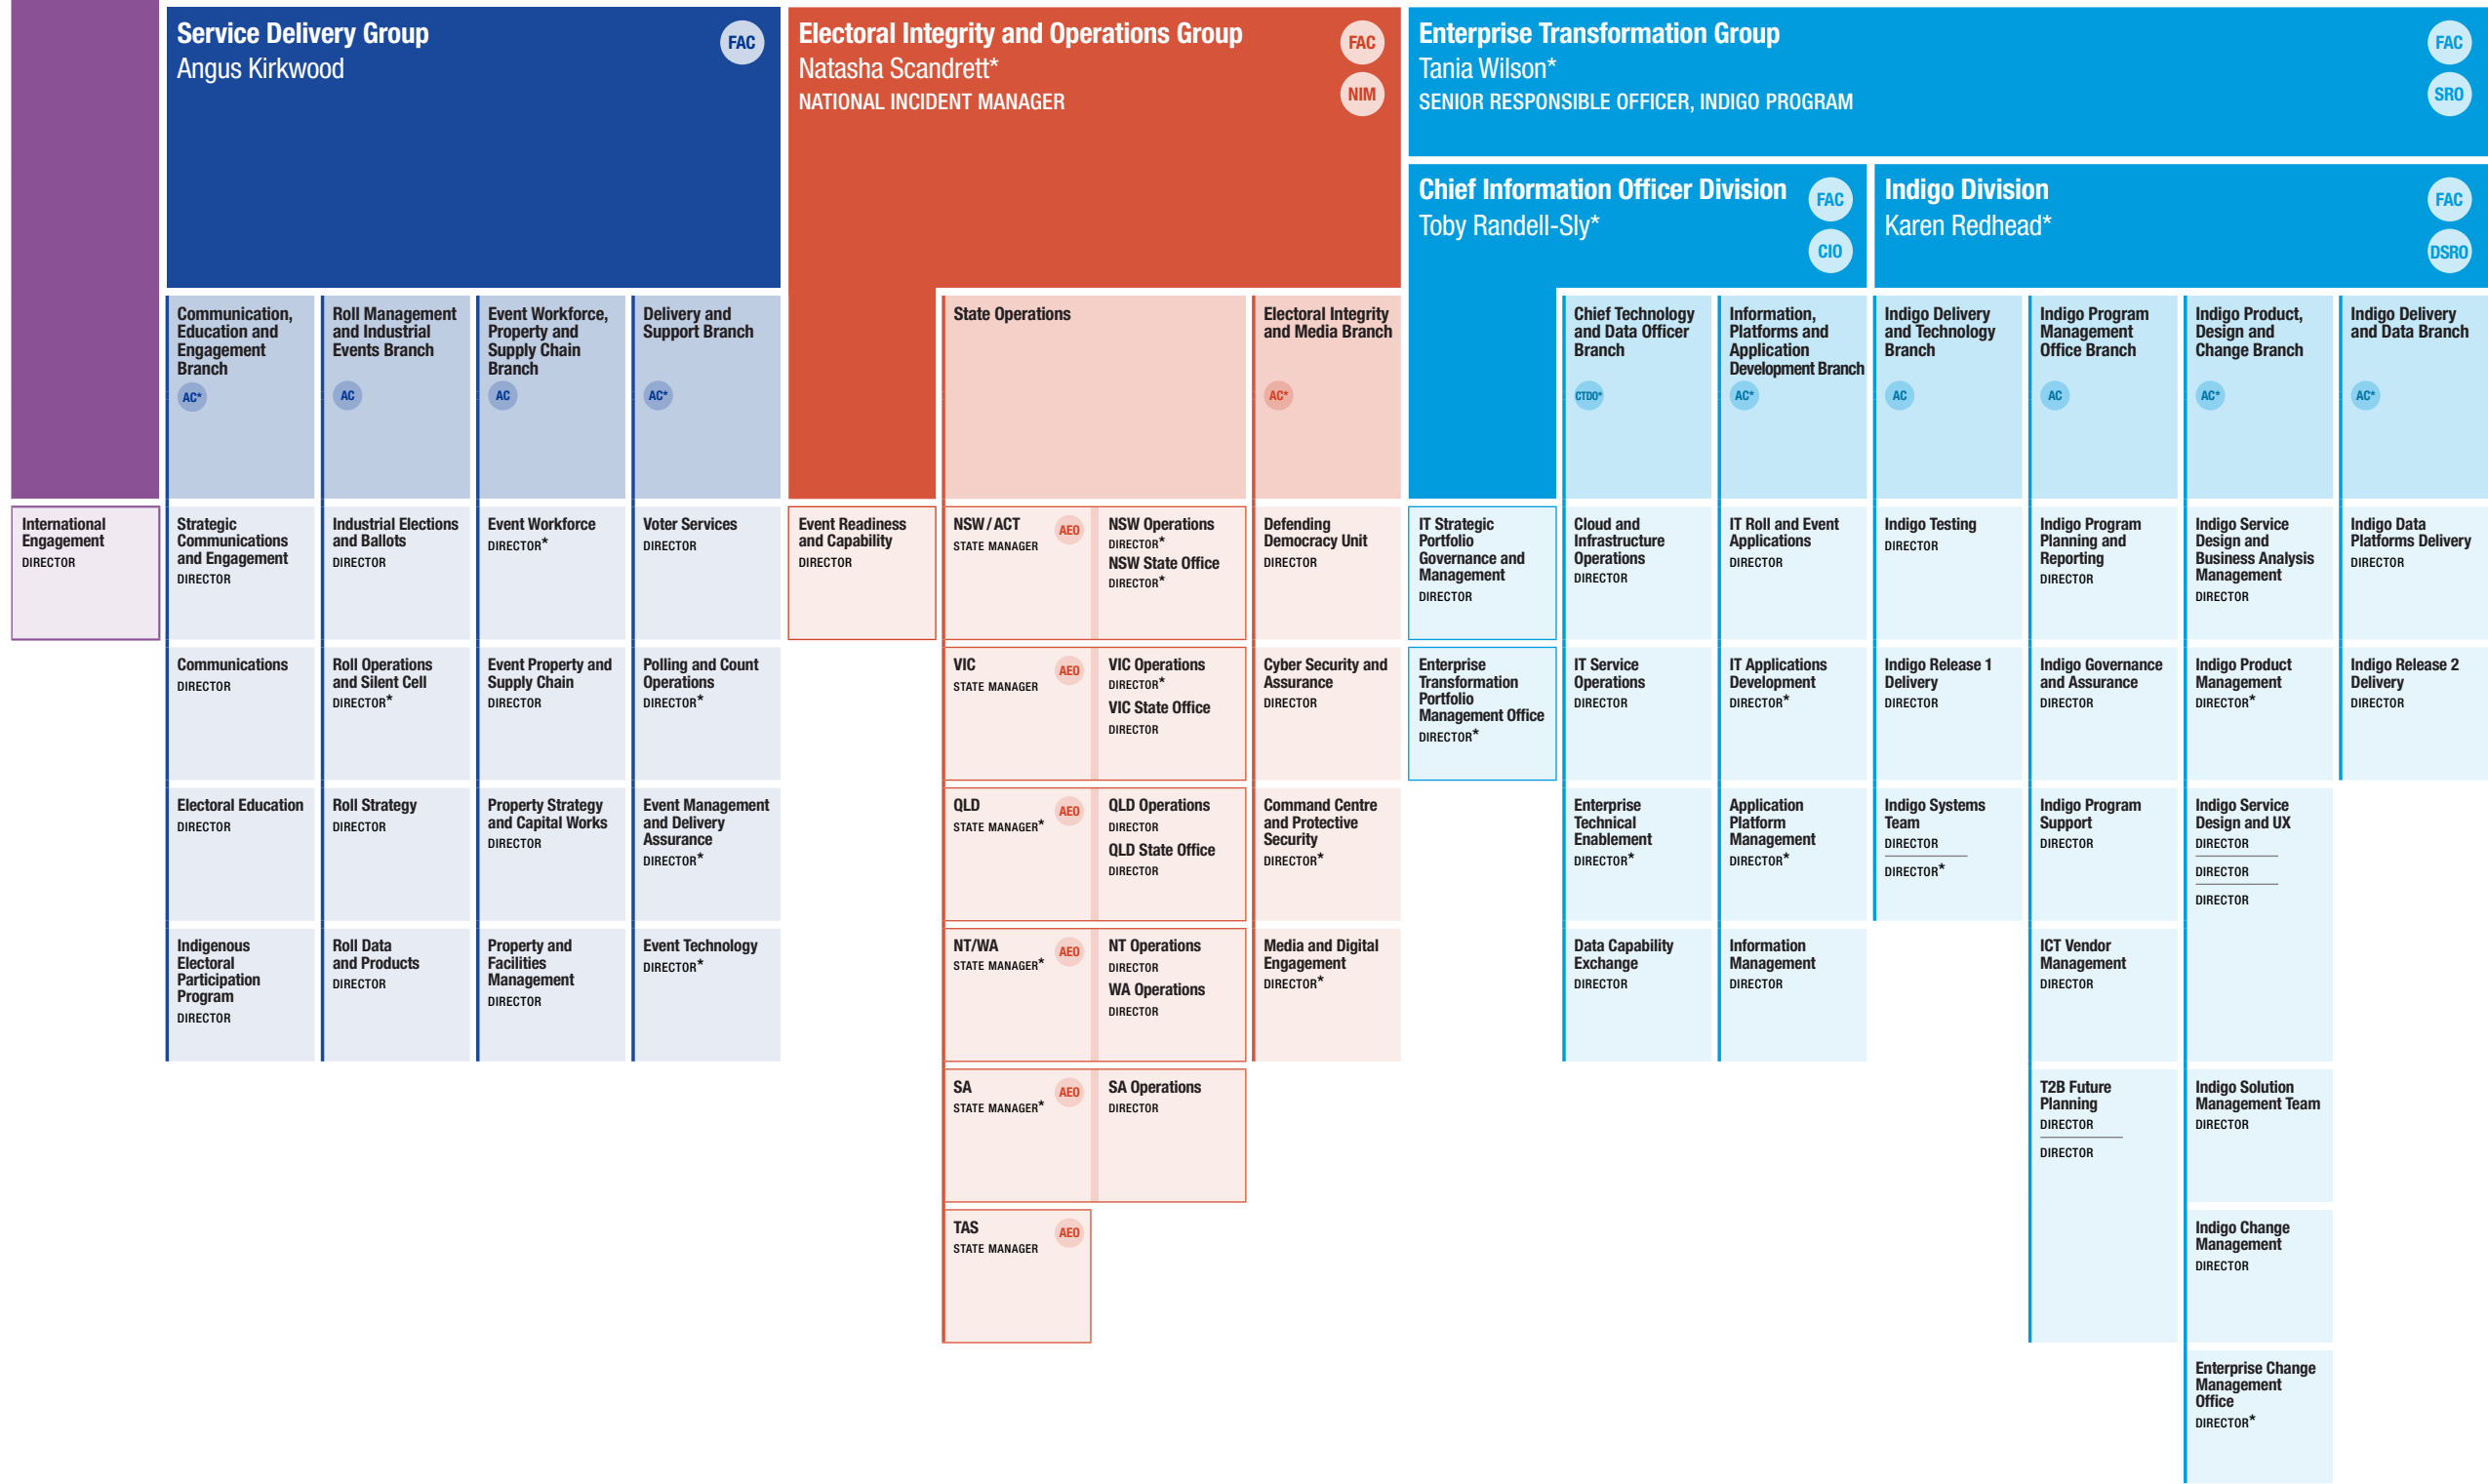 Service Delivery Group
Angus Kirkwood
FAC
Electoral Integrity and Operations Group
Natasha Scandrett*
NATIONAL INCIDENT MANAGER
FAC
NIM
Enterprise Transformation Group
Tania Wilson*
SENIOR RESPONSIBLE OFFICER, INDIGO PROGRAM
FAC
SRO
Chief Information Officer Division
Toby Randell-Sly*
FAC
CIO
Indigo Division
Karen Redhead*
FAC
DSRO
International
Engagement
DIRECTOR
Communication,
Education and
Engagement
Branch
AC*
Strategic
Communications
and Engagement
DIRECTOR
Communications
DIRECTOR
Electoral Education
DIRECTOR
Indigenous
Electoral
Participation
Program
DIRECTOR
Roll Management
and Industrial
Events Branch
AC
Industrial Elections
and Ballots
DIRECTOR
Roll Operations
and Silent Cell
DIRECTOR*
Roll Strategy
DIRECTOR
Roll Data
and Products
DIRECTOR
Event Workforce,
Property and
Supply Chain
Branch
AC
Event Workforce
DIRECTOR*
Event Property and
Supply Chain
DIRECTOR
Property Strategy
and Capital Works
DIRECTOR
Property and
Facilities
Management
DIRECTOR
Delivery and
Support Branch
AC*
Voter Services
DIRECTOR
Polling and Count
Operations
DIRECTOR*
Event Management
and Delivery
Assurance
DIRECTOR*
Event Technology
DIRECTOR*
Event Readiness
and Capability
DIRECTOR
State Operations
NSW/ACT
STATE MANAGER
AEO
NSW Operations
DIRECTOR*
NSW State Office
DIRECTOR*
VIC
STATE MANAGER
AEO
VIC Operations
DIRECTOR*
VIC State Office
DIRECTOR
QLD
STATE MANAGER*
AEO
QLD Operations
DIRECTOR
QLD State Office
DIRECTOR
NT/WA
STATE MANAGER*
AEO
NT Operations
DIRECTOR
WA Operations
DIRECTOR
SA
STATE MANAGER*
AEO
SA Operations
DIRECTOR
TAS
STATE MANAGER
AEO
Electoral Integrity
and Media Branch
AC*
Defending
Democracy Unit
DIRECTOR
Cyber Security and
Assurance
DIRECTOR
Command Centre
and Protective
Security
DIRECTOR*
Media and Digital
Engagement
DIRECTOR*
IT Strategic
Portfolio
Governance and
Management
DIRECTOR
Enterprise
Transformation
Portfolio
Management Office
DIRECTOR*
Chief Technology
and Data Officer
Branch
CTDO*
Cloud and
Infrastructure
Operations
DIRECTOR
IT Service
Operations
DIRECTOR
Enterprise
Technical
Enablement
DIRECTOR*
Data Capability
Exchange
DIRECTOR
Information,
Platforms and
Application
Development Branch
AC*
IT Roll and Event
Applications
DIRECTOR
IT Applications
Development
DIRECTOR*
Application
Platform
Management
DIRECTOR*
Information
Management
DIRECTOR
Indigo Delivery
and Technology
Branch
AC
Indigo Testing
DIRECTOR
Indigo Release 1
Delivery
DIRECTOR
Indigo Systems
Team
DIRECTOR
DIRECTOR*
Indigo Program
Management
Office Branch
AC
Indigo Program
Planning and
Reporting
DIRECTOR
Indigo Governance
and Assurance
DIRECTOR
Indigo Program
Support
DIRECTOR
ICT Vendor
Management
DIRECTOR
T2B Future
Planning
DIRECTOR
DIRECTOR
Indigo Product,
Design and
Change Branch
AC*
Indigo Service
Design and
Business Analysis
Management
DIRECTOR
Indigo Product
Management
DIRECTOR*
Indigo Service
Design and UX
DIRECTOR
DIRECTOR
DIRECTOR
Indigo Solution
Management Team
DIRECTOR
Indigo Change
Management
DIRECTOR
Enterprise Change
Management
Office
DIRECTOR*
Indigo Delivery
and Data Branch
AC*
Indigo Data
Platforms Delivery
DIRECTOR
Indigo Release 2
Delivery
DIRECTOR